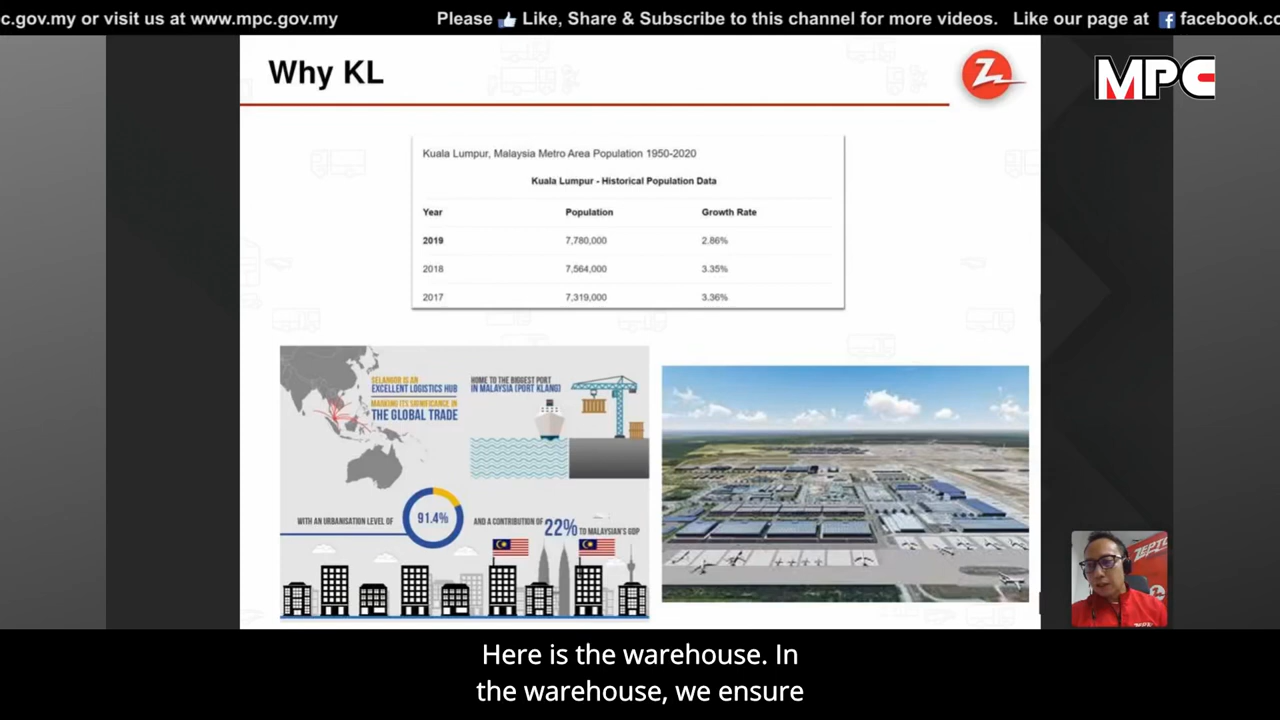 c.gov.my or visit us at www.mpc.gov.my
Please Like, Share & Subscribe to this channel for more videos. Like our page at facebook.co
Why KL
MPC
Kuala Lumpur, Malaysia Metro Area Population 1950-2020
Kuala Lumpur - Historical Population Data
Year Population Growth Rate
2019 7,780,000 2.86%
2018 7,564,000 3.35%
2017 7,319,000 3.36%
SELANGOR IS AN
EXCELLENT LOGISTICS HUB
MARKING ITS SIGNIFICANCE IN
THE GLOBAL TRADE
HOME TO THE BIGGEST PORT
IN MALAYSIA (PORT KLANG)
WITH AN URBANISATION LEVEL OF
91.4%
AND A CONTRIBUTION OF 22% TO MALAYSIAN'S GDP
ZEPTO
Here is the warehouse. In
the warehouse, we ensure